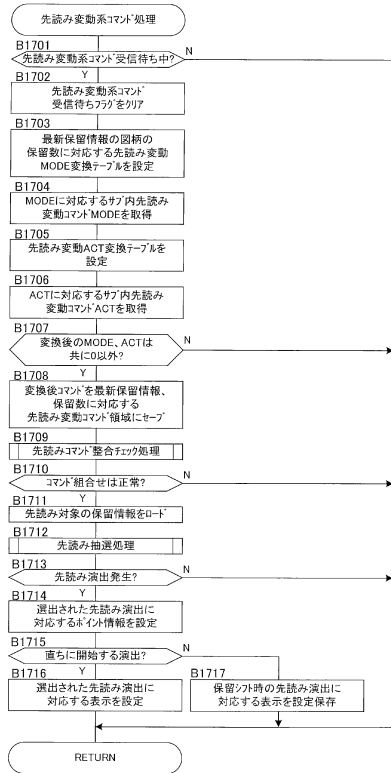 先読み変動系コマンド処理
B1701
先読み変動系コマンド受信待ち中?
N
Y
B1702
先読み変動系コマンド
受信待ちフラグをクリア
B1703
最新保留情報の図柄の
保留数に対応する先読み変動
MODE変換テーブルを設定
B1704
MODEに対応するサブ内先読み
変動コマンドMODEを取得
B1705
先読み変動ACT変換テーブルを
設定
B1706
ACTに対応するサブ内先読み
変動コマンドACTを取得
B1707
変換後のMODE、ACTは
共に0以外?
N
Y
B1708
変換後コマンドを最新保留情報、
保留数に対応する
先読み変動コマンド領域にセーブ
B1709
先読みコマンド整合チェック処理
B1710
コマンド組合せは正常?
N
Y
B1711
先読み対象の保留情報をロード
B1712
先読み抽選処理
B1713
先読み演出発生?
N
Y
B1714
選出された先読み演出に
対応するポイント情報を設定
B1715
直ちに開始する演出?
N
Y
B1716
選出された先読み演出に
対応する表示を設定
B1717
保留シフト時の先読み演出に
対応する表示を設定保存
RETURN